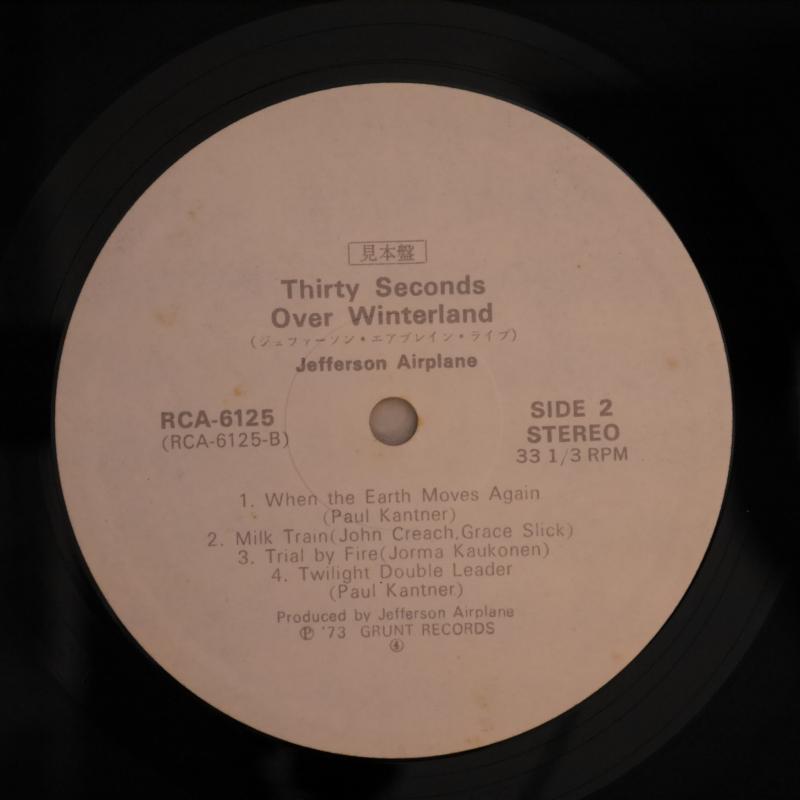 見本盤
Thirty Seconds
Over Winterland
(ジェファーソン・エアプレイン・ライブ)
Jefferson Airplane
RCA-6125
(RCA-6125-B)
SIDE 2
STEREO
33 1/3 RPM
1. When the Earth Moves Again
(Paul Kantner)
2. Milk Train(John Creach,Grace Slick)
3. Trial by Fire(Jorma Kaukonen)
4. Twilight Double Leader
(Paul Kantner)
Produced by Jefferson Airplane
Ⓟ '73 GRUNT RECORDS
④